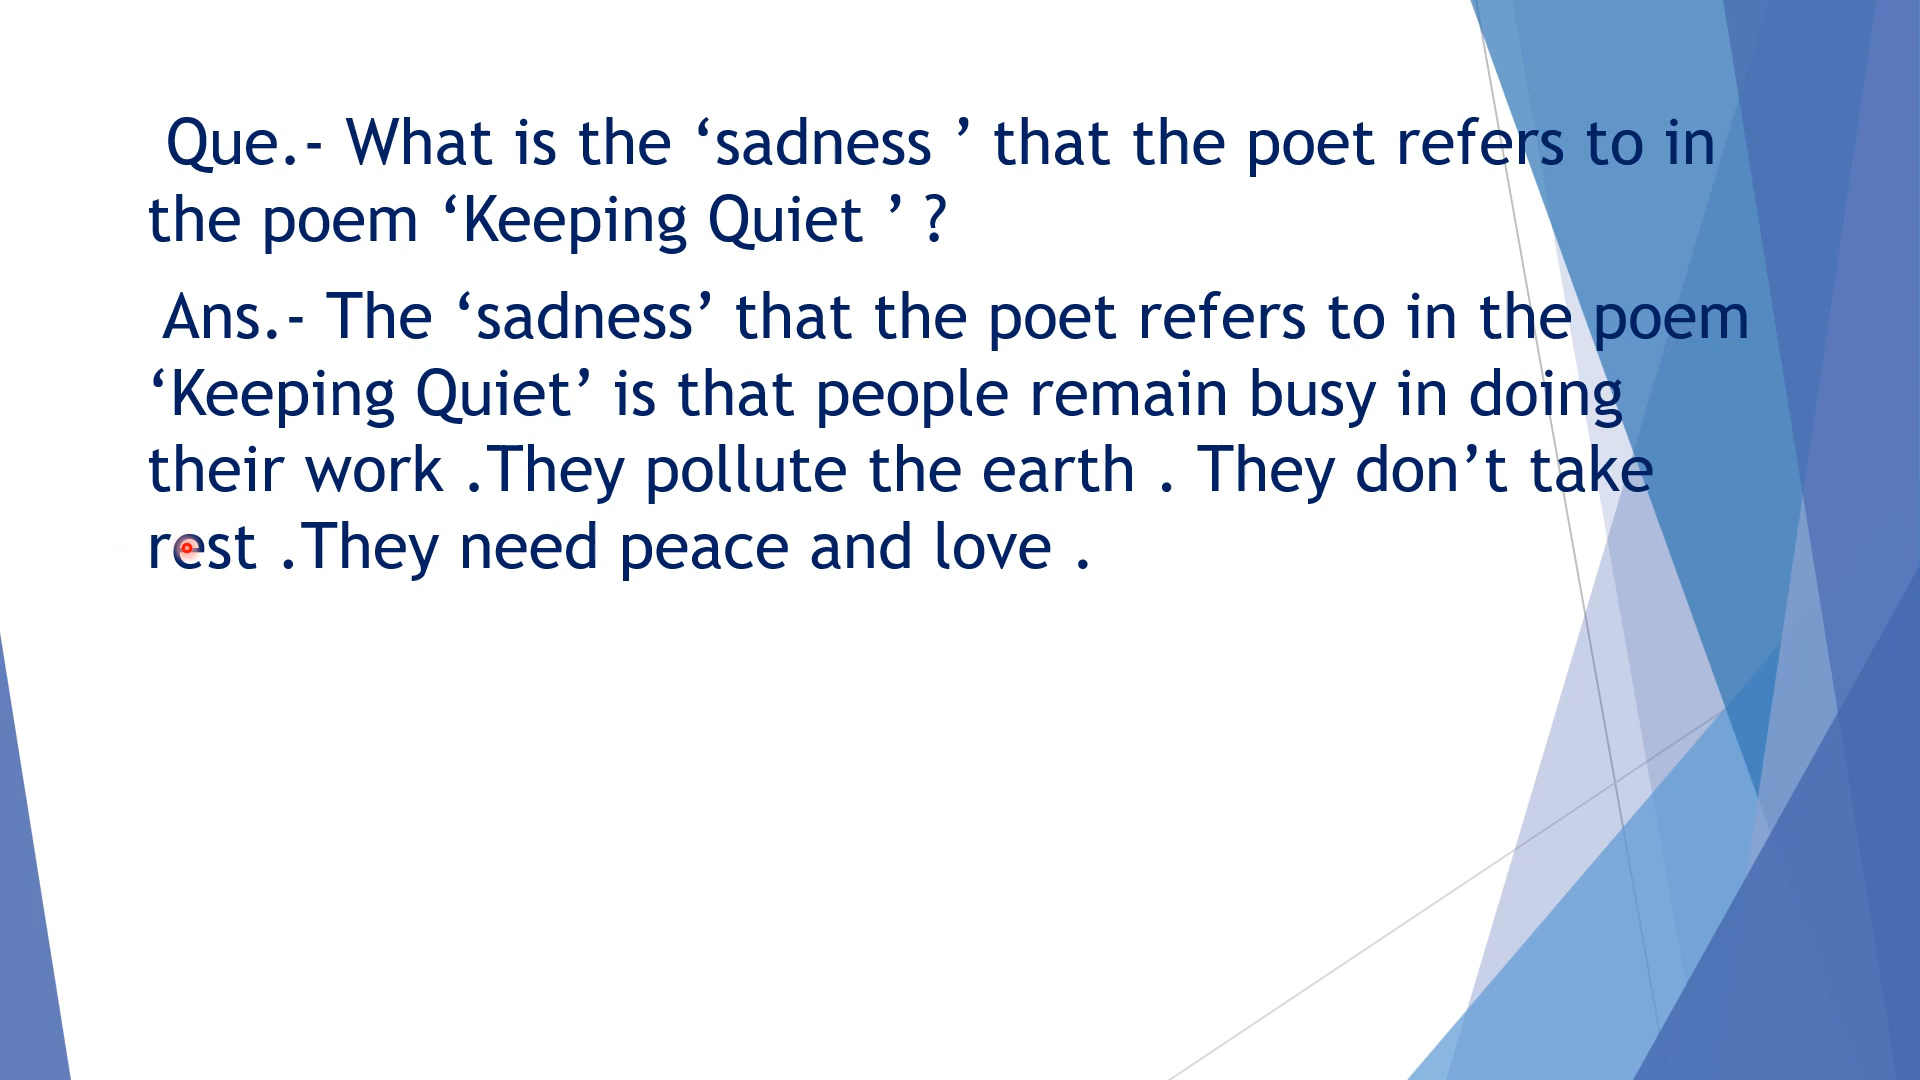 Que.- What is the ‘sadness ’ that the poet refers to in
the poem ‘Keeping Quiet ’ ?
Ans.- The ‘sadness’ that the poet refers to in the poem
‘Keeping Quiet’ is that people remain busy in doing
their work .They pollute the earth . They don’t take
rest .They need peace and love .